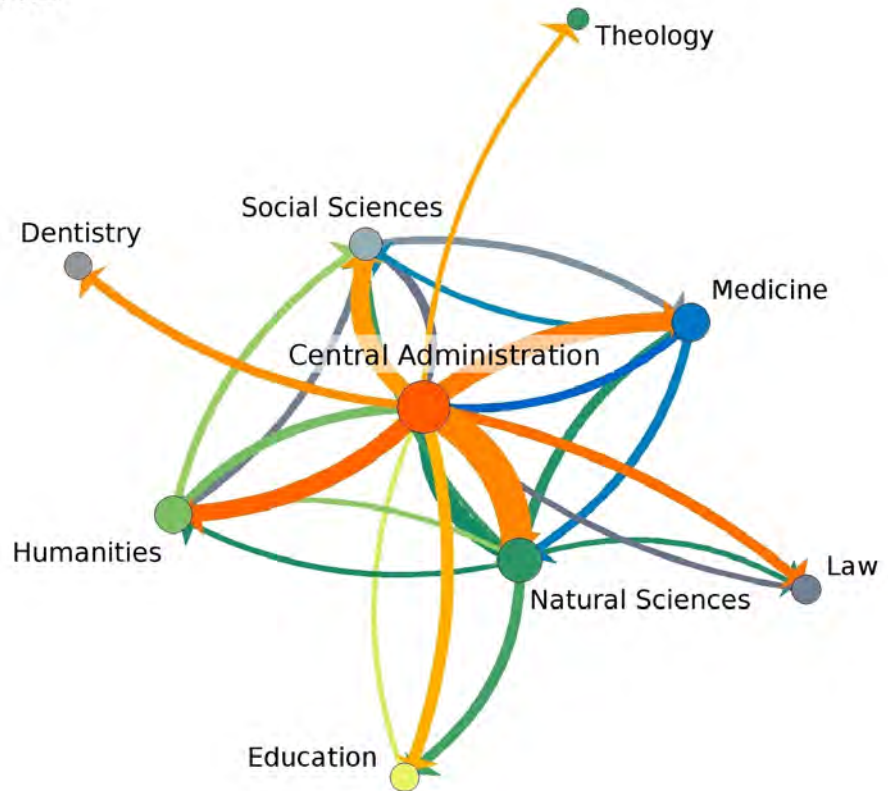 Theology
Social Sciences
Dentistry
Medicine
Central Administration
Humanities
Law
Natural Sciences
Education